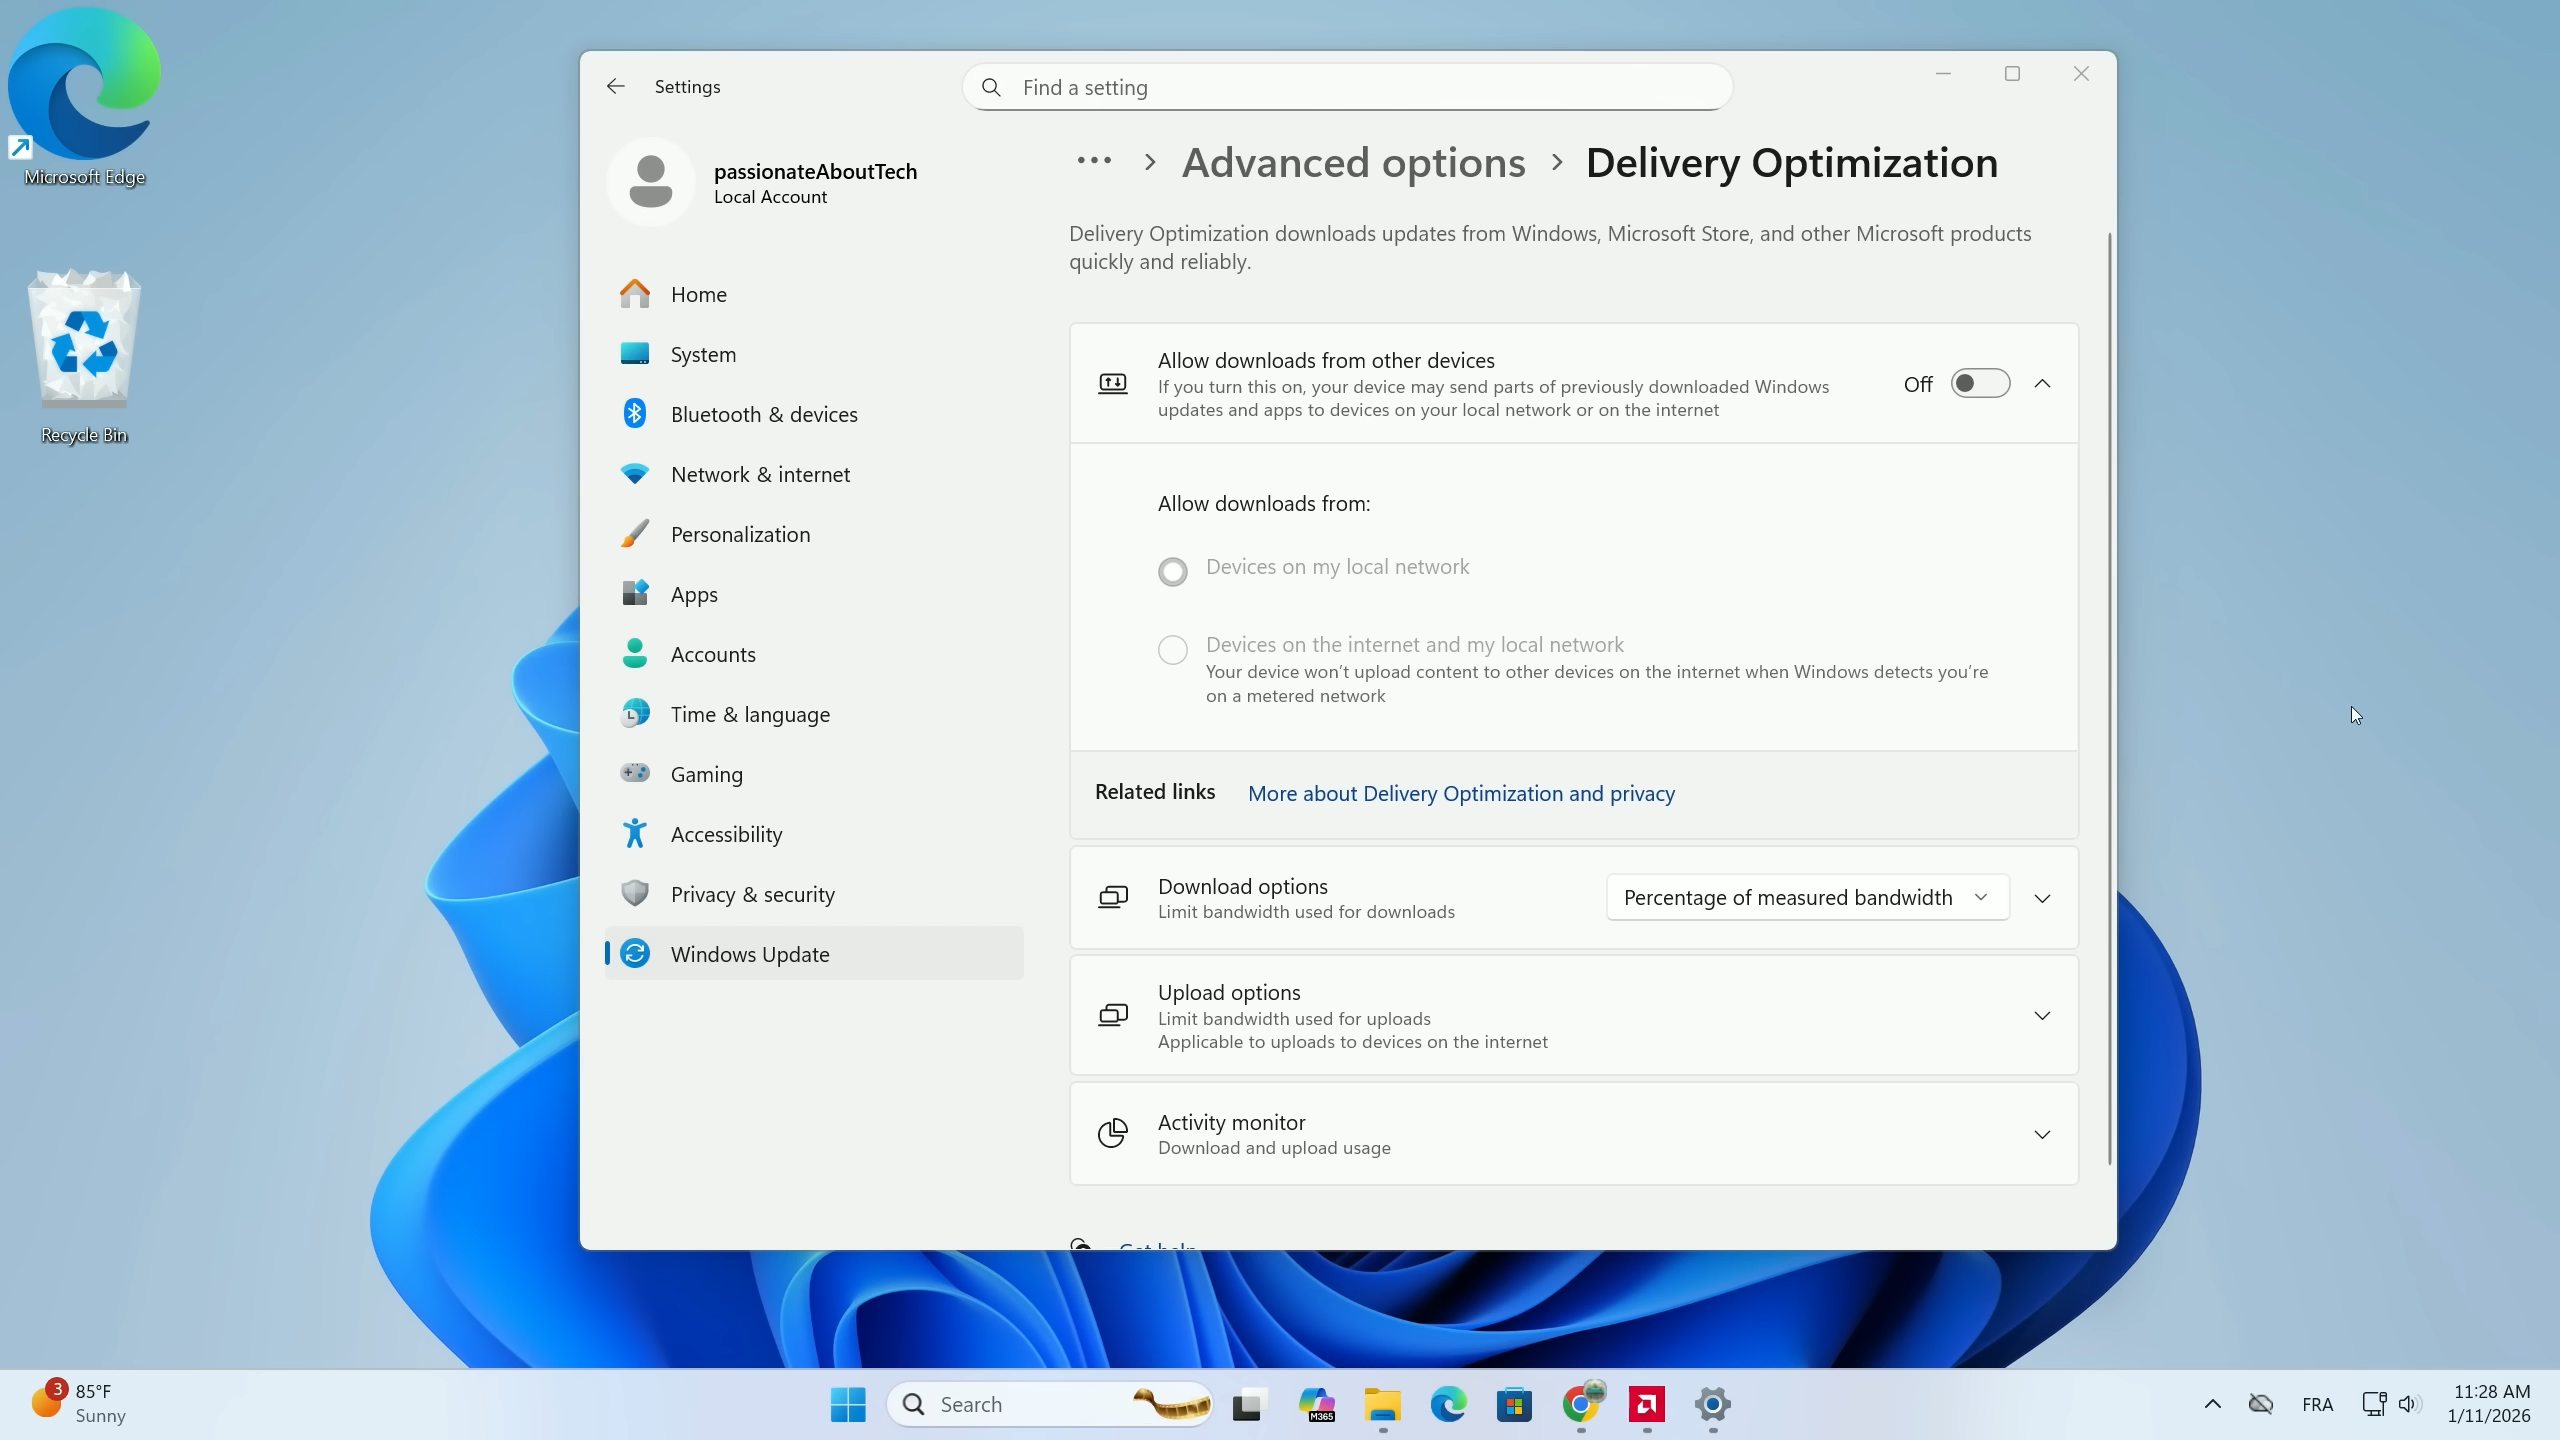 Microsoft Edge
Recycle Bin
Settings
Find a setting
passionateAboutTech
Local Account
Home
System
Bluetooth & devices
Network & internet
Personalization
Apps
Accounts
Time & language
Gaming
Accessibility
Privacy & security
Windows Update
... > Advanced options > Delivery Optimization
Delivery Optimization downloads updates from Windows, Microsoft Store, and other Microsoft products
quickly and reliably.
Allow downloads from other devices
If you turn this on, your device may send parts of previously downloaded Windows
updates and apps to devices on your local network or on the internet
Off
Allow downloads from:
Devices on my local network
Devices on the internet and my local network
Your device won't upload content to other devices on the internet when Windows detects you're
on a metered network
Related links
More about Delivery Optimization and privacy
Download options
Limit bandwidth used for downloads
Percentage of measured bandwidth
Upload options
Limit bandwidth used for uploads
Applicable to uploads to devices on the internet
Activity monitor
Download and upload usage
Get help
3
85°F
Sunny
Search
M365
FRA
11:28 AM
1/11/2026